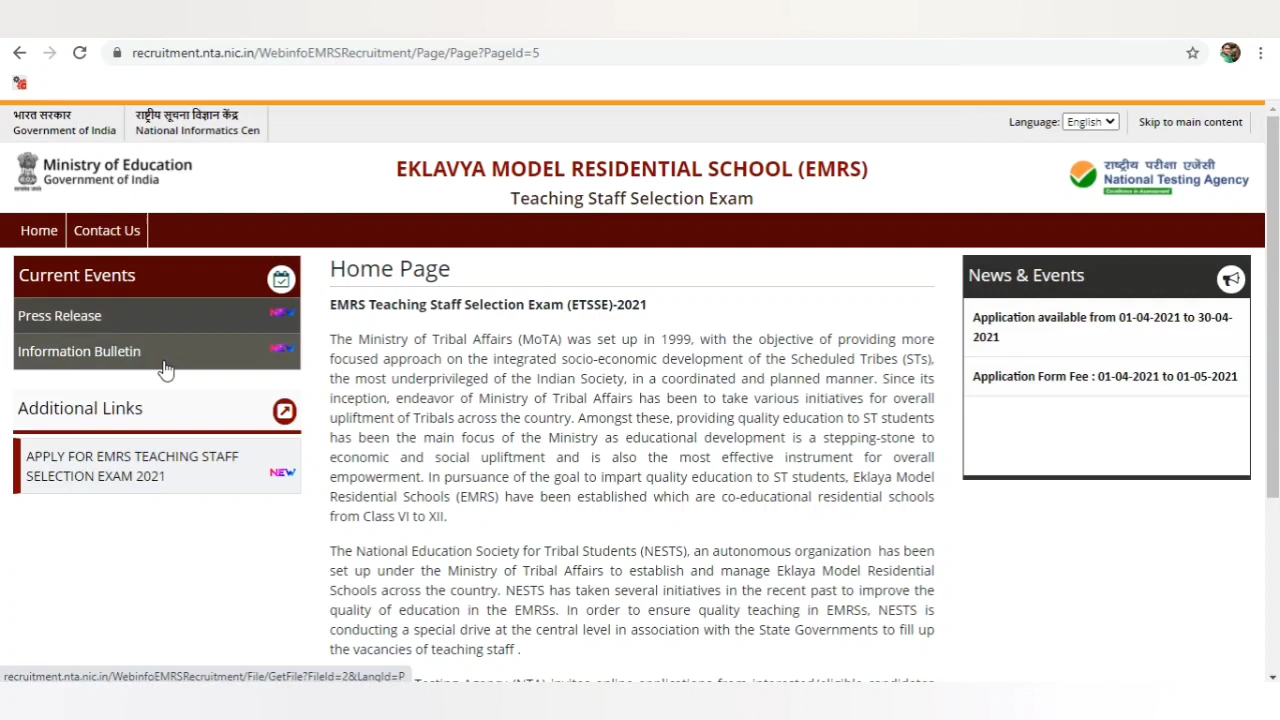 recruitment.nta.nic.in/WebinfoEMRSRecruitment/Page/Page?PageId=5
भारत सरकार
Government of India
राष्ट्रीय सूचना विज्ञान केंद्र
National Informatics Cen
Language: English
Skip to main content
Ministry of Education
Government of India
EKLAVYA MODEL RESIDENTIAL SCHOOL (EMRS)
Teaching Staff Selection Exam
राष्ट्रीय परीक्षा एजेंसी
National Testing Agency
Excellence in Assessment
Home
Contact Us
Current Events
Press Release NEW
Information Bulletin NEW
Additional Links
APPLY FOR EMRS TEACHING STAFF
SELECTION EXAM 2021 NEW
Home Page
EMRS Teaching Staff Selection Exam (ETSSE)-2021
The Ministry of Tribal Affairs (MoTA) was set up in 1999, with the objective of providing more
focused approach on the integrated socio-economic development of the Scheduled Tribes (STs),
the most underprivileged of the Indian Society, in a coordinated and planned manner. Since its
inception, endeavor of Ministry of Tribal Affairs has been to take various initiatives for overall
upliftment of Tribals across the country. Amongst these, providing quality education to ST students
has been the main focus of the Ministry as educational development is a stepping-stone to
economic and social upliftment and is also the most effective instrument for overall
empowerment. In pursuance of the goal to impart quality education to ST students, Eklaya Model
Residential Schools (EMRS) have been established which are co-educational residential schools
from Class VI to XII.
The National Education Society for Tribal Students (NESTS), an autonomous organization has been
set up under the Ministry of Tribal Affairs to establish and manage Eklaya Model Residential
Schools across the country. NESTS has taken several initiatives in the recent past to improve the
quality of education in the EMRSs. In order to ensure quality teaching in EMRSs, NESTS is
conducting a special drive at the central level in association with the State Governments to fill up
the vacancies of teaching staff .
Testing Agency (NTA) invites online applications from interested/eligible candidates
News & Events
Application available from 01-04-2021 to 30-04-
2021
Application Form Fee : 01-04-2021 to 01-05-2021
recruitment.nta.nic.in/WebinfoEMRSRecruitment/File/GetFile?FileId=2&LangId=P